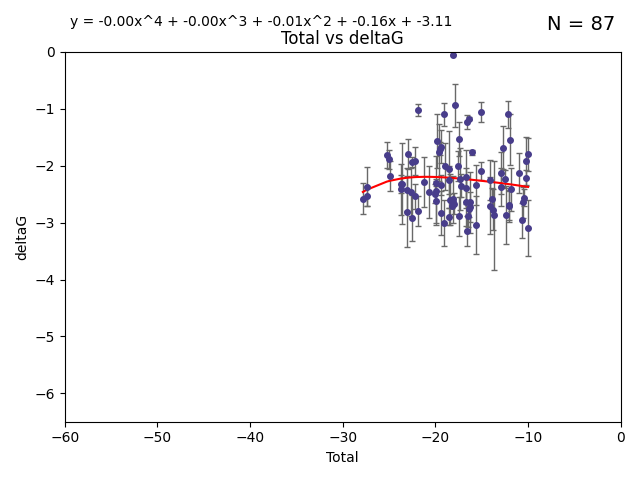 y = -0.00x^4 + -0.00x^3 + -0.01x^2 + -0.16x + -3.11
N = 87
Total vs deltaG
0
−1
−2
−3
−4
−5
−6
deltaG
−60
−50
−40
−30
−20
−10
0
Total